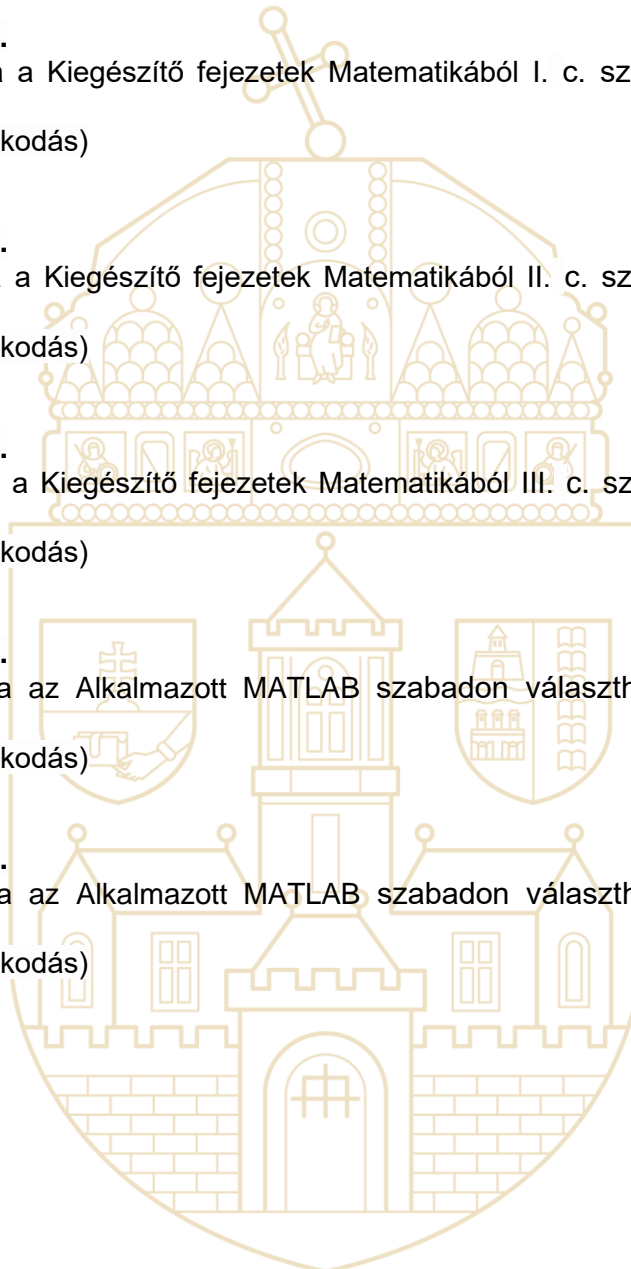 .
a a Kiegészítő fejezetek Matematikából I. c. sz
kodás)
.
a Kiegészítő fejezetek Matematikából II. c. sz
kodás)
.
a Kiegészítő fejezetek Matematikából III. c. sz
kodás)
.
a az Alkalmazott MATLAB szabadon választh
kodás)
.
a az Alkalmazott MATLAB szabadon választh
kodás)